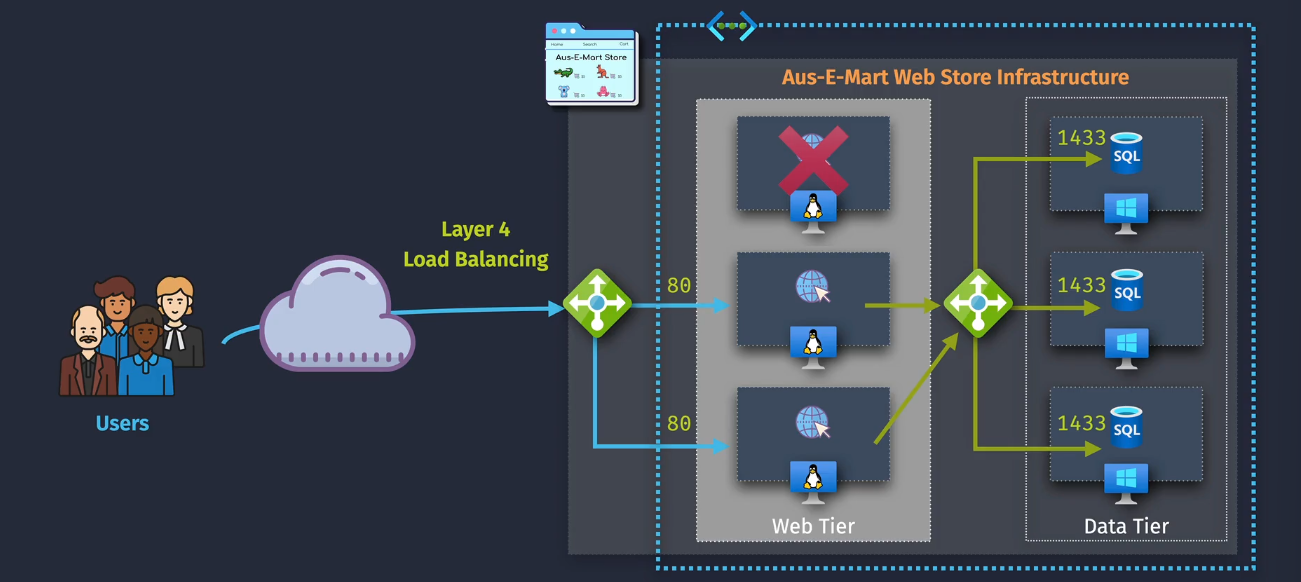 Home Search Cart
Aus-E-Mart Store
Aus-E-Mart Web Store Infrastructure
Layer 4
Load Balancing
Users
80
80
Web Tier
1433
SQL
1433
SQL
1433
SQL
Data Tier